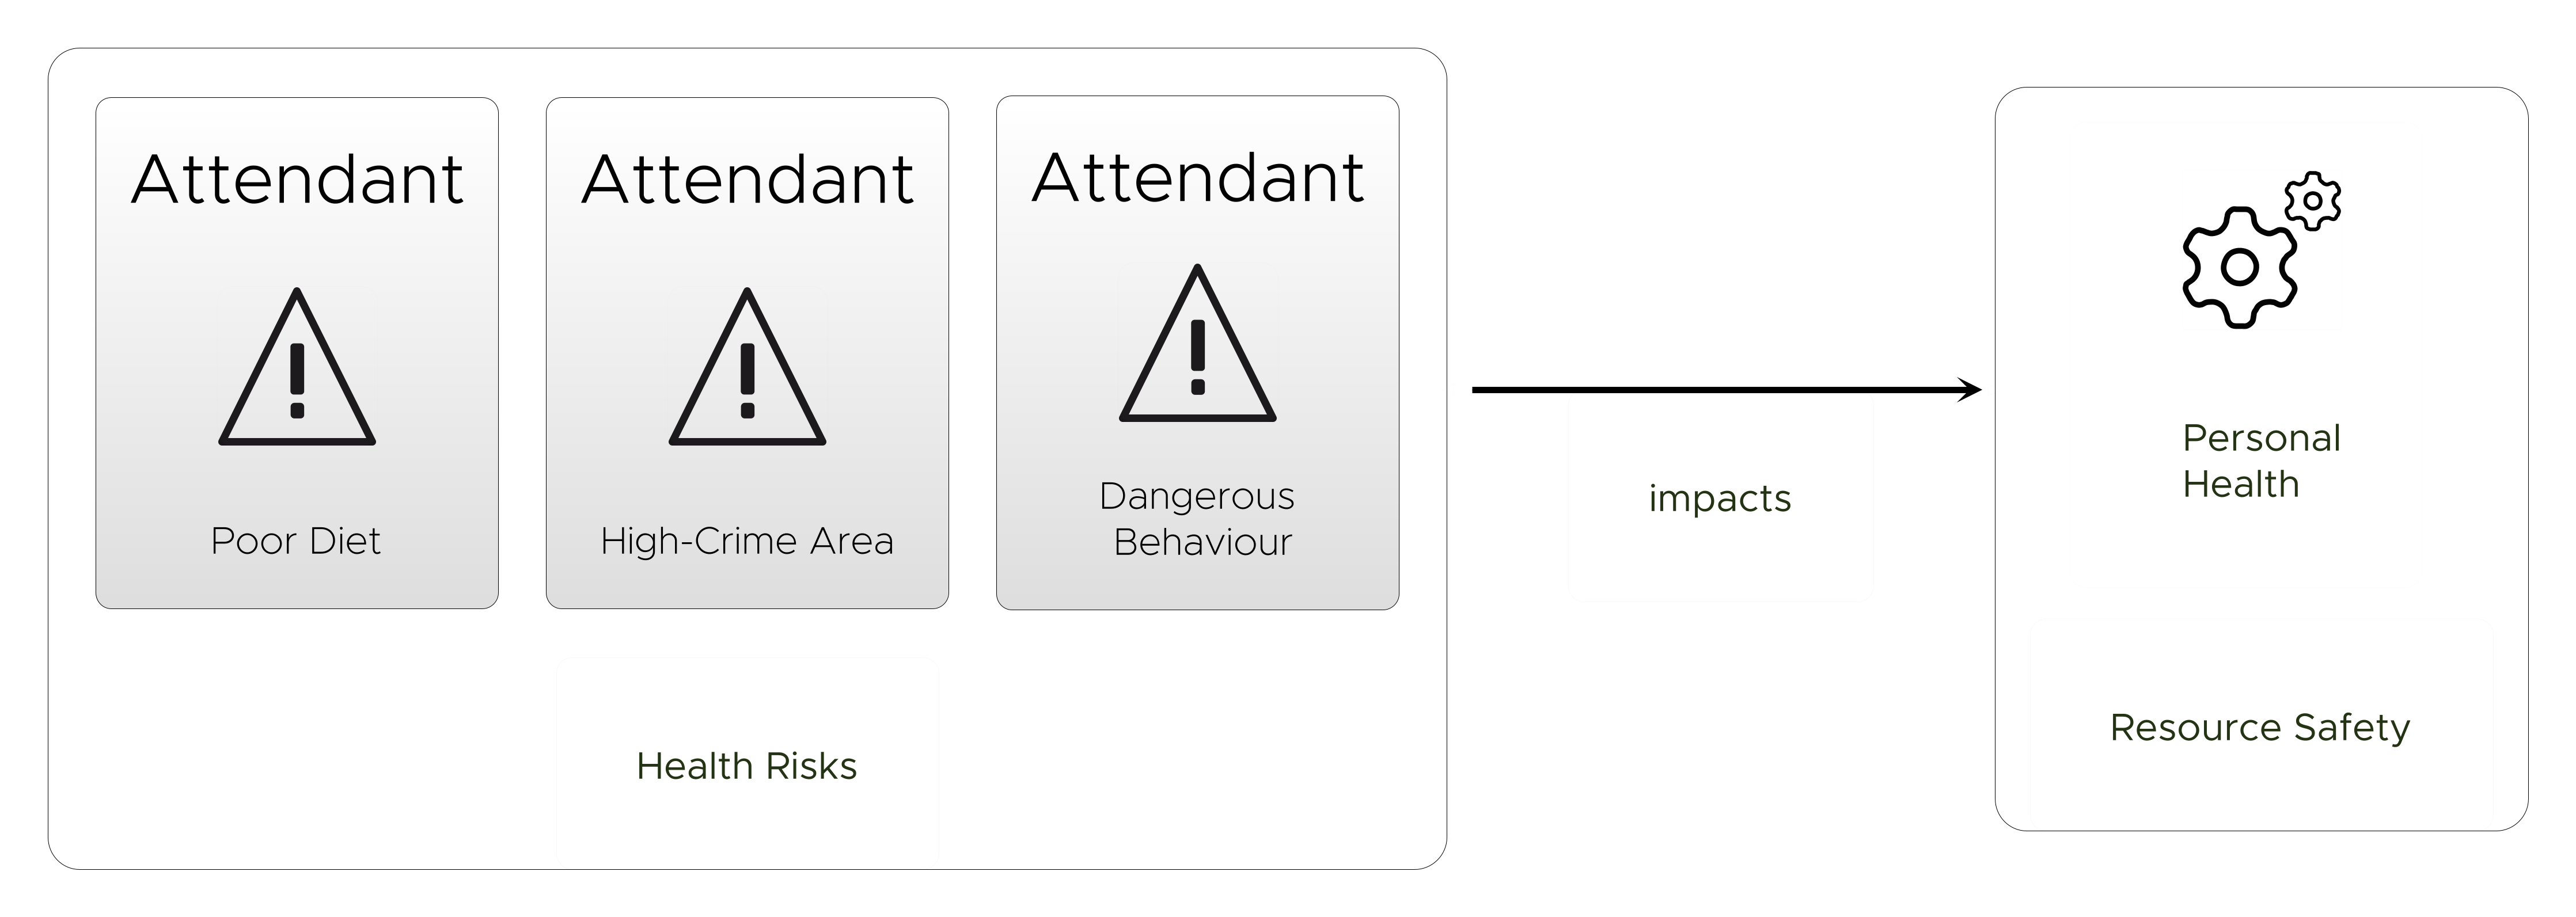 Attendant
Poor Diet
Attendant
High-Crime Area
Attendant
Dangerous
Behaviour
Health Risks
impacts
Personal
Health
Resource Safety